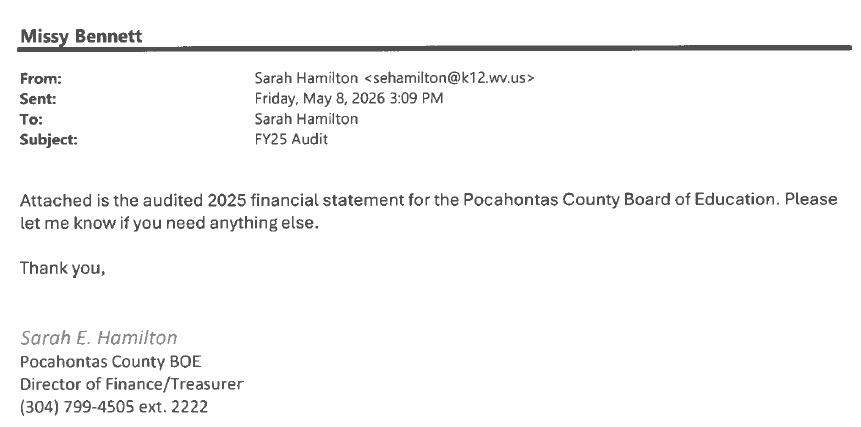 Missy Bennett
From: Sarah Hamilton <sehamilton@k12.wv.us>
Sent: Friday, May 8, 2026 3:09 PM
To: Sarah Hamilton
Subject: FY25 Audit
Attached is the audited 2025 financial statement for the Pocahontas County Board of Education. Please
let me know if you need anything else.
Thank you,
Sarah E. Hamilton
Pocahontas County BOE
Director of Finance/Treasurer
(304) 799-4505 ext. 2222